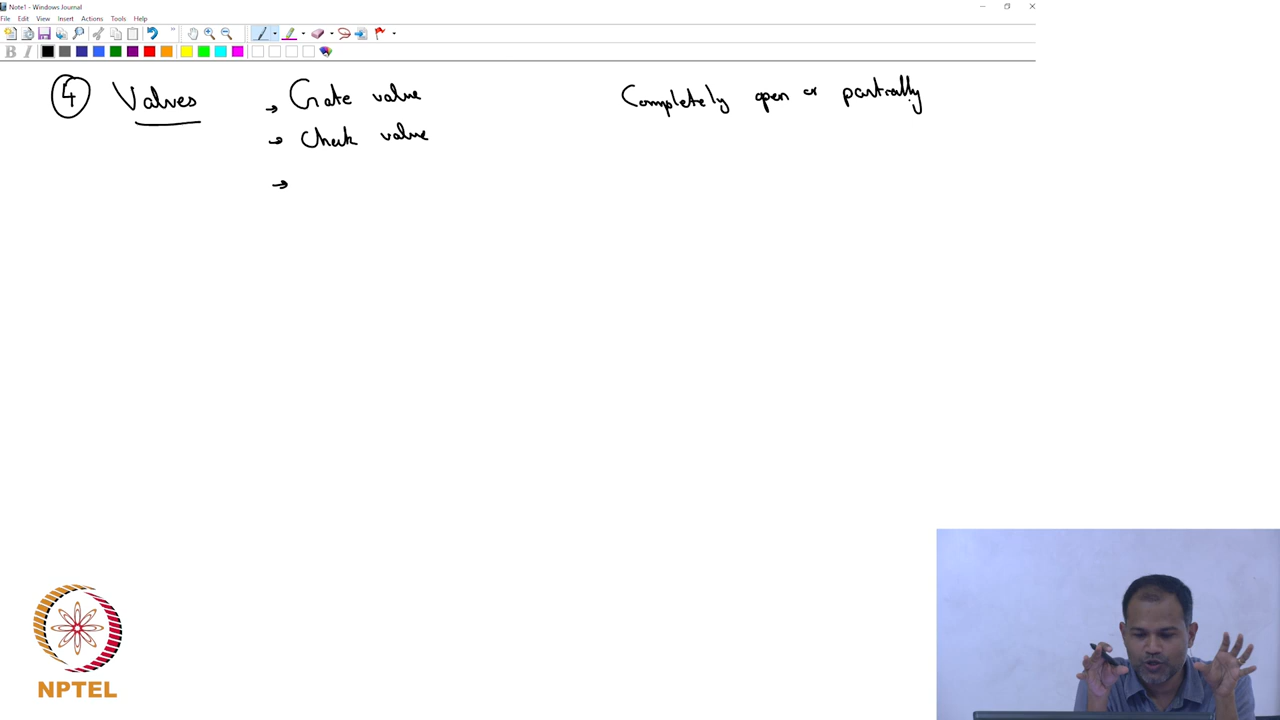 Note1 - Windows Journal
File Edit View Insert Actions Tools Help
B I
4 Valves → Gate valve Completely open or partially
→ Check valve
→
NPTEL